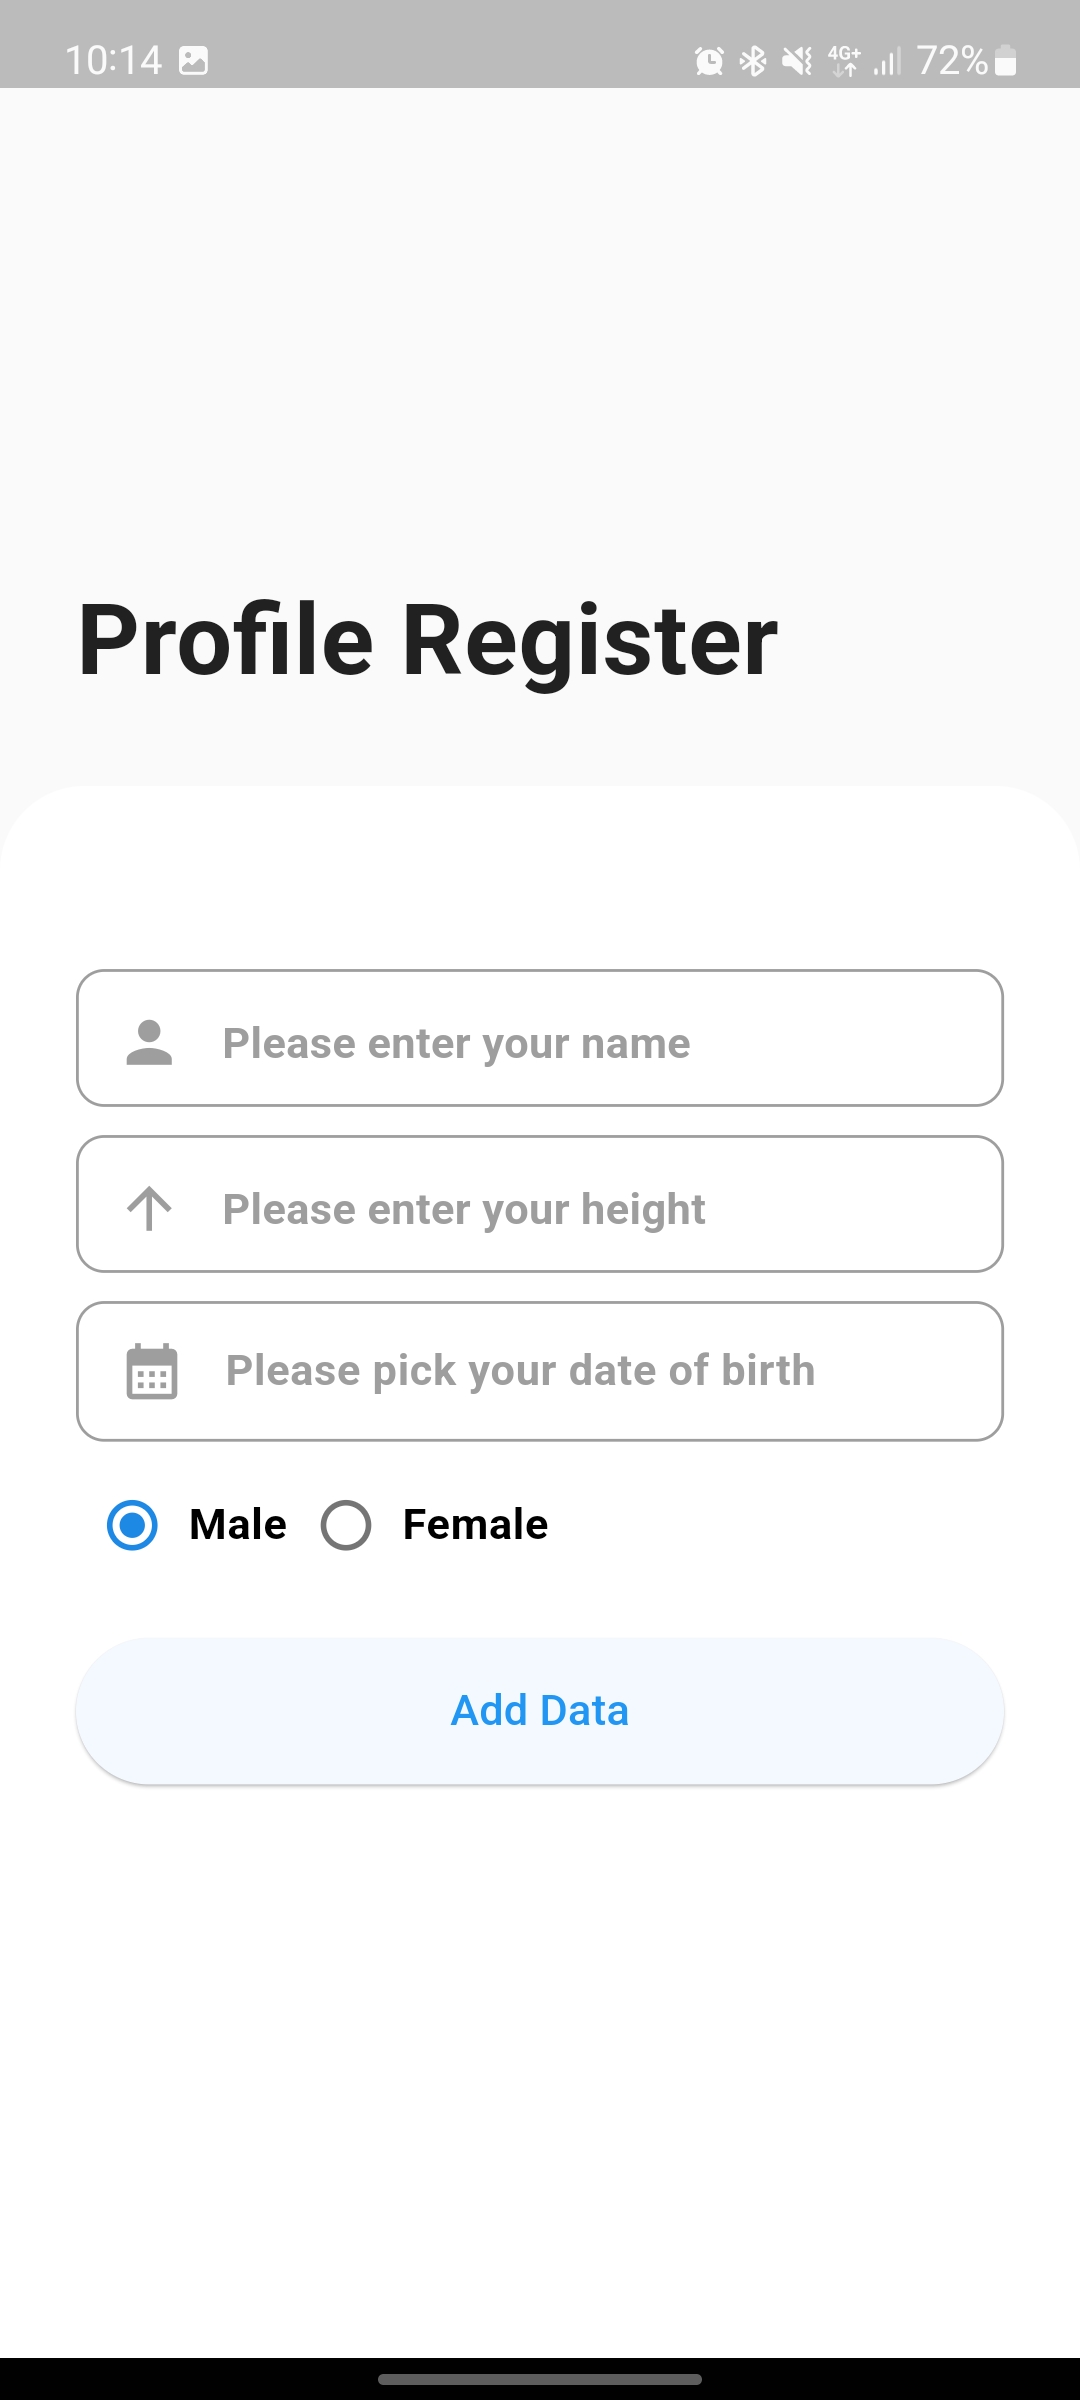 10:14 4G+ 72%
Profile Register
Please enter your name
Please enter your height
Please pick your date of birth
Male Female
Add Data